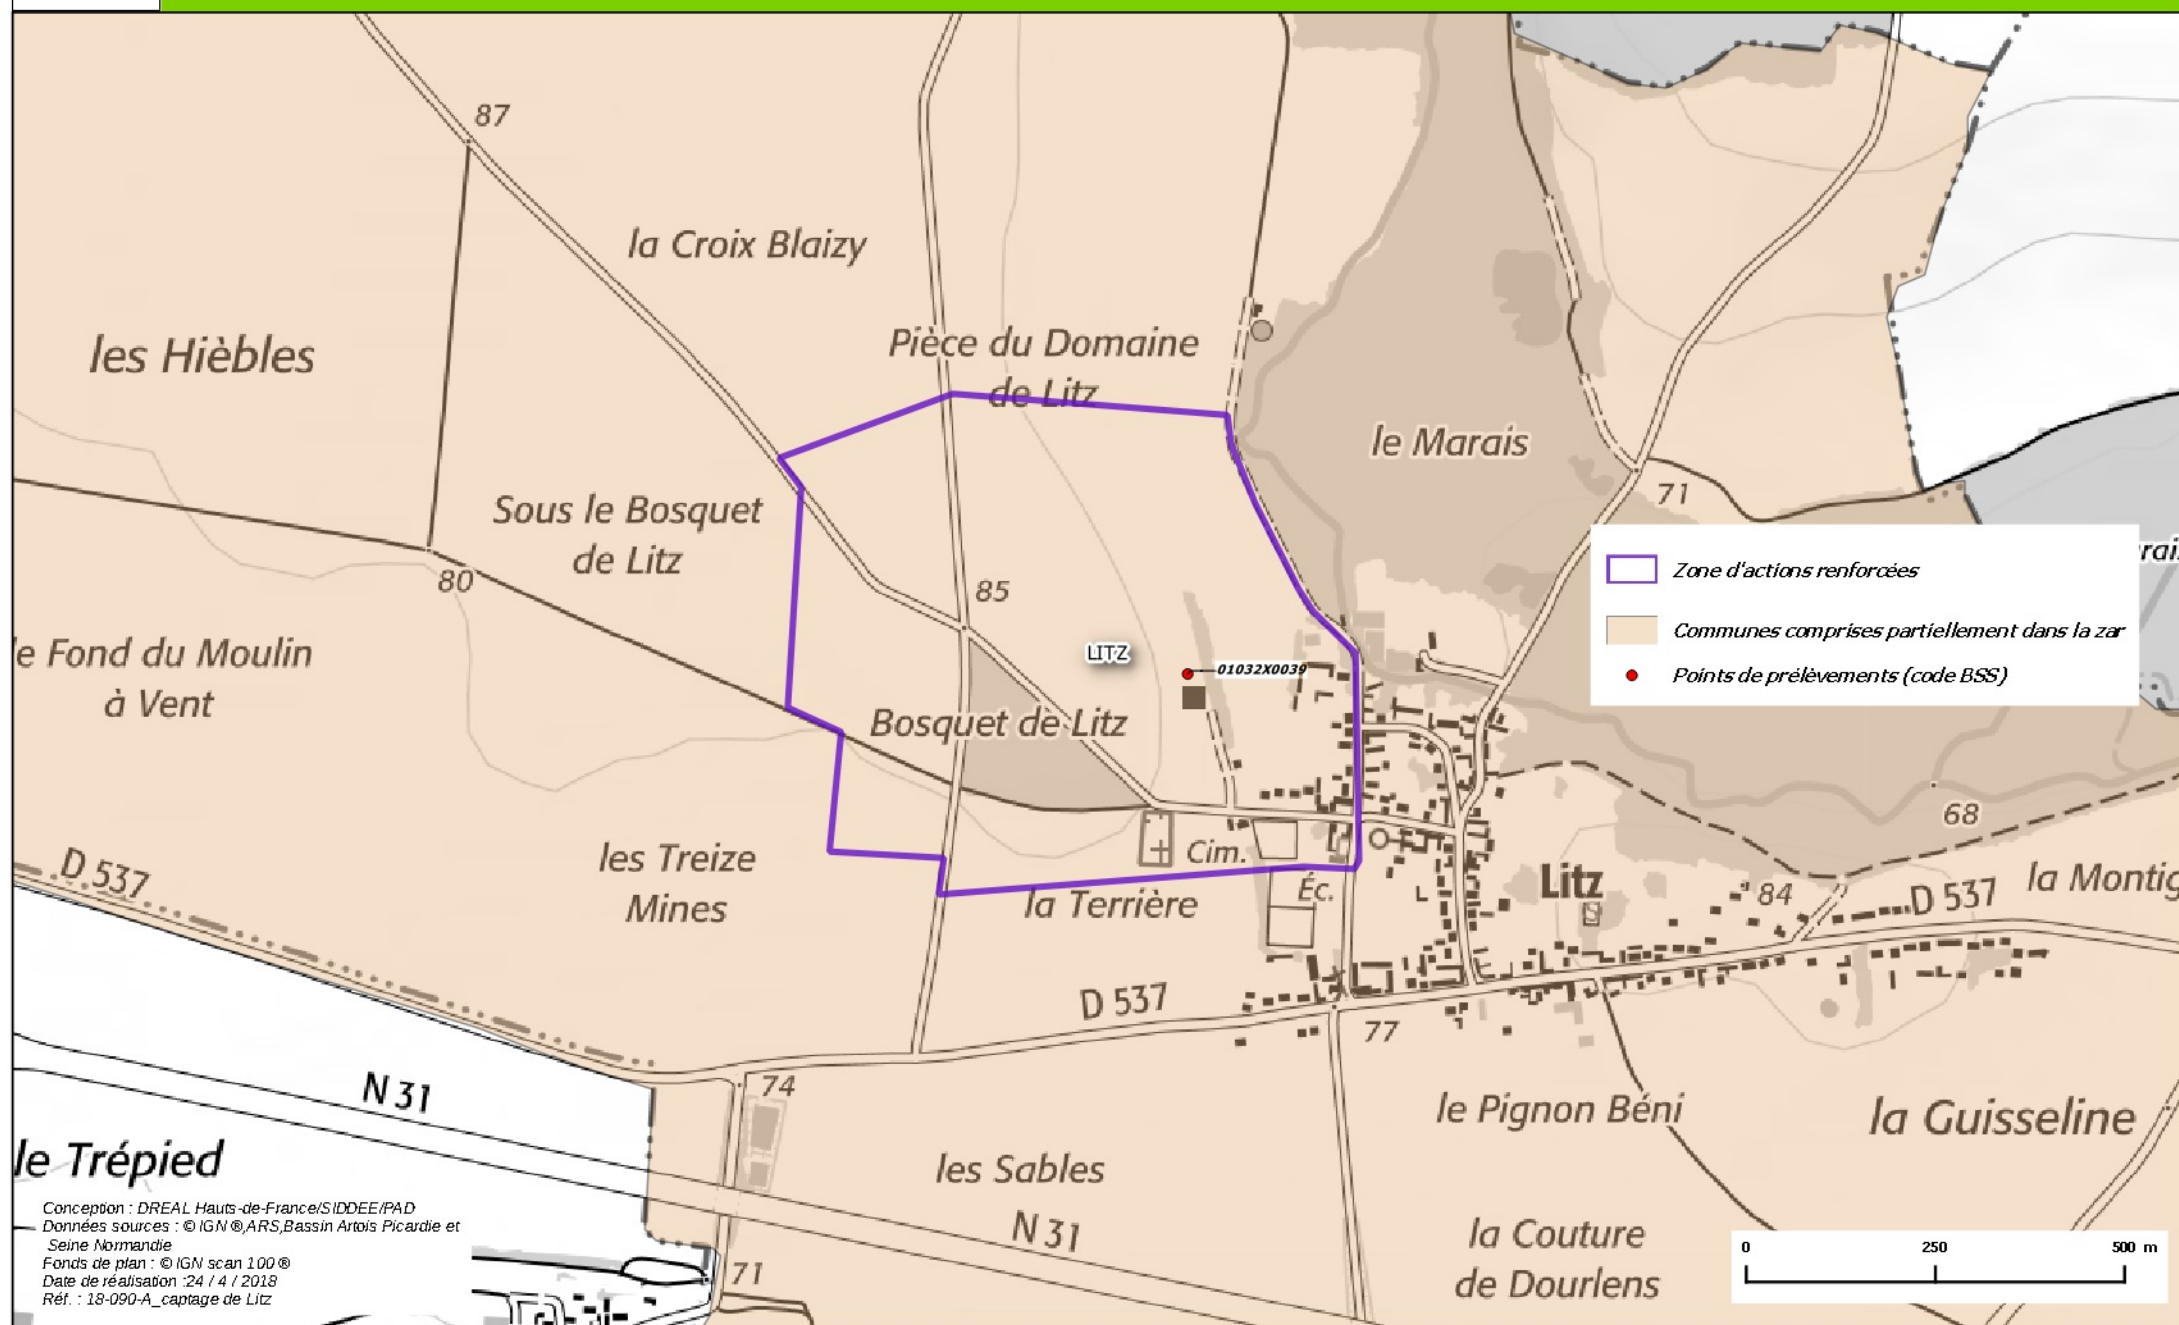 87
la Croix Blaizy
les Hièbles
Pièce du Domaine
de Litz
le Marais
Sous le Bosquet
de Litz
71
80
85
Zone d'actions renforcées
Communes comprises partiellement dans la zar
Points de prélèvements (code BSS)
e Fond du Moulin
à Vent
LITZ
01032X0039
Bosquet de Litz
68
D 537
les Treize
Mines
Cim.
Éc.
la Terrière
Litz
84
D 537
la Montig
D 537
77
N 31
74
le Pignon Béni
la Guisseline
le Trépied
les Sables
N 31
la Couture
de Dourlens
71
Conception : DREAL Hauts-de-France/SIDDEE/PAD
Données sources : © IGN ®,ARS,Bassin Artois Picardie et
Seine Normandie
Fonds de plan : © IGN scan 100 ®
Date de réalisation :24 / 4 / 2018
Réf. : 18-090-A_captage de Litz
0 250 500 m